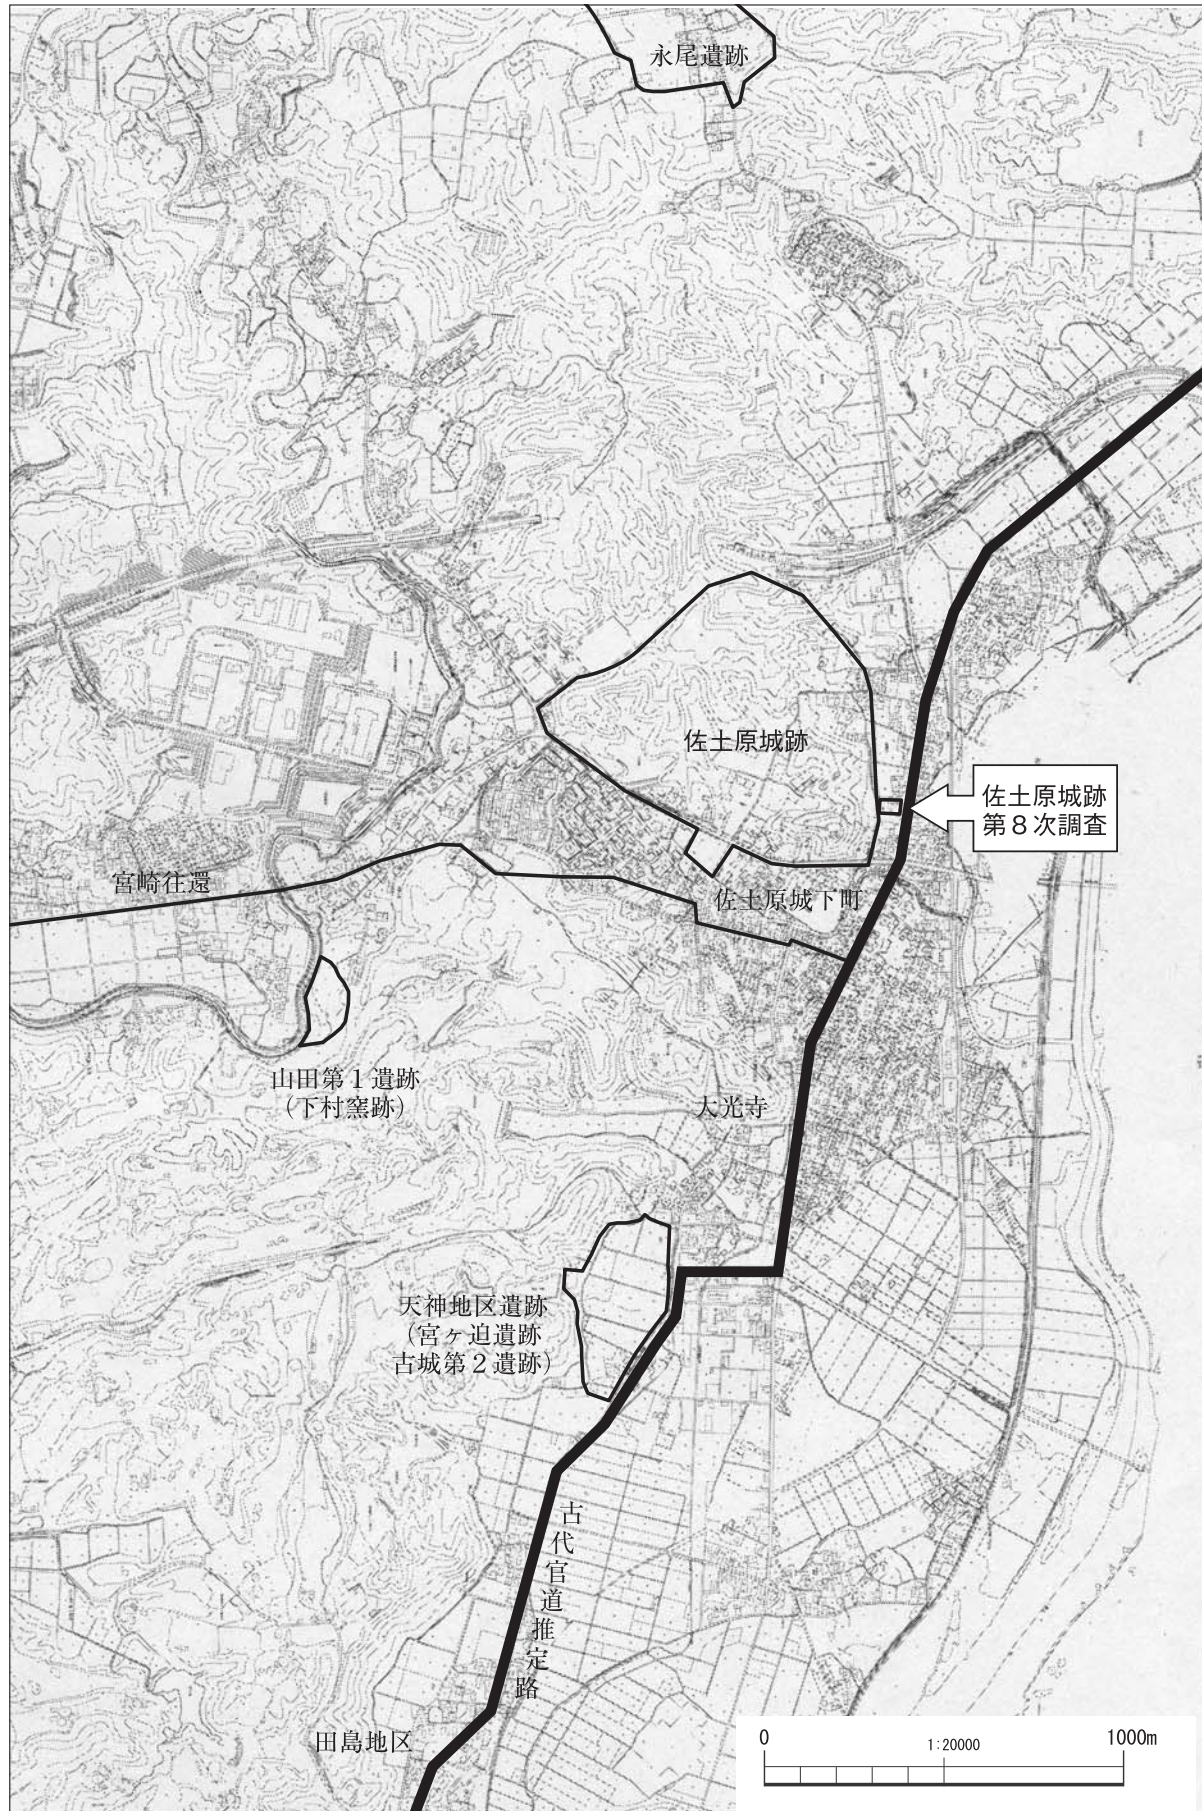 永尾遺跡
佐土原城跡
佐土原城跡
第８次調査
宮崎往還
佐土原城下町
山田第１遺跡
（下村窯跡）
大光寺
天神地区遺跡
（宮ヶ迫遺跡
古城第２遺跡）
古代官道推定路
田島地区
0
1:20000
1000m